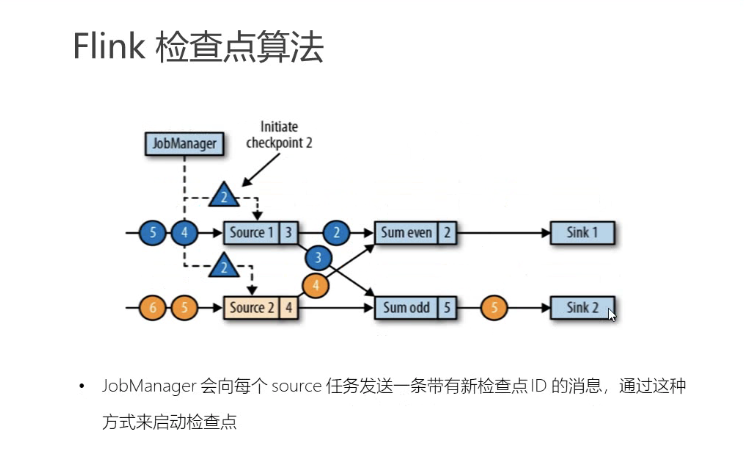 Flink 检查点算法
Initiate
checkpoint 2
JobManager
2
5 4 Source 1 3 2 Sum even 2 Sink 1
3
2
4
6 5 Source 2 4 Sum odd 5 5 Sink 2
• JobManager 会向每个 source 任务发送一条带有新检查点ID 的消息，通过这种
方式来启动检查点